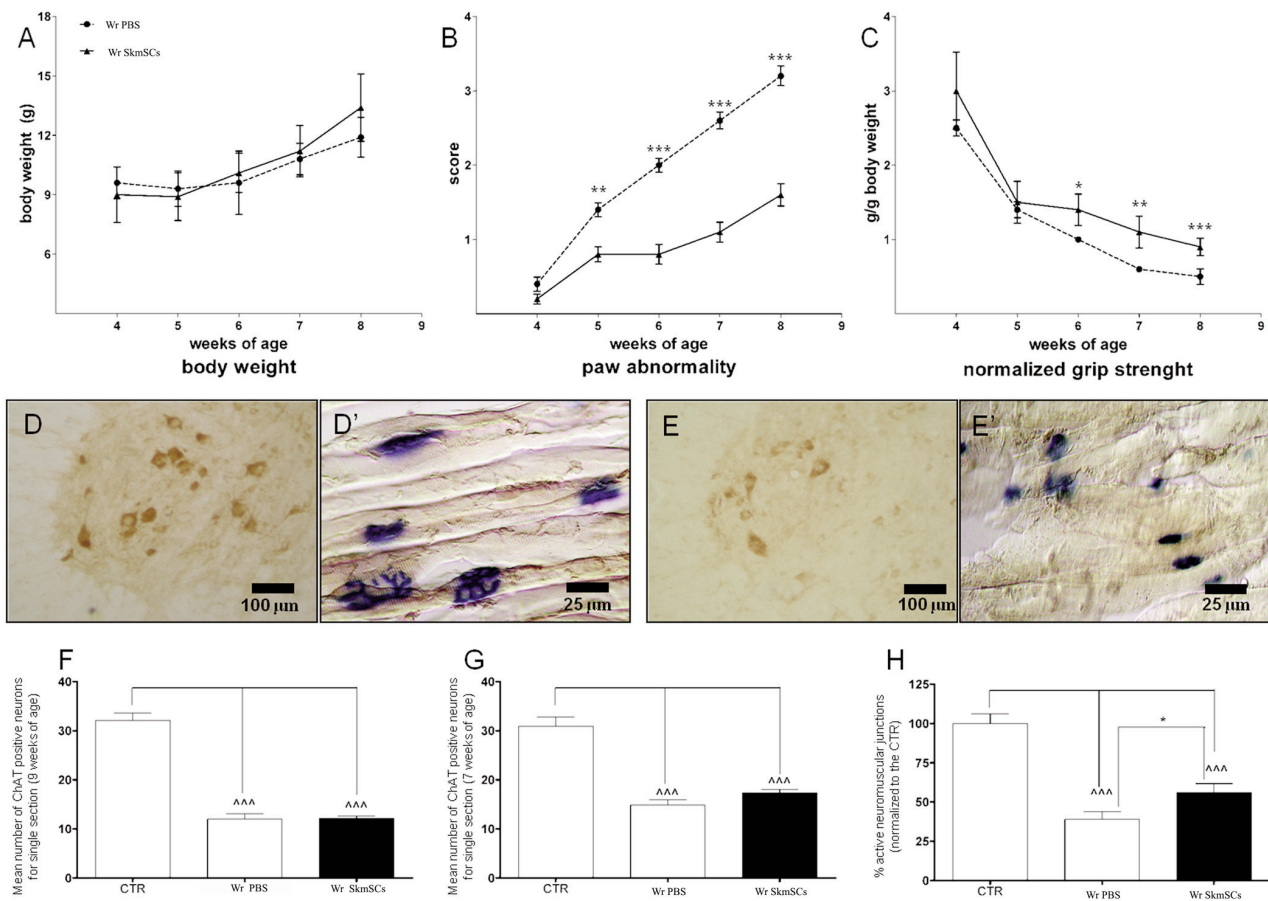 A
Wr PBS
Wr SkmSCs
18
15
12
9
6
body weight (g)
4 5 6 7 8 9
weeks of age
body weight
B
4
3
2
1
score
**
***
***
***
4 5 6 7 8 9
weeks of age
paw abnormality
C
4
3
2
1
g/g body weight
*
**
***
4 5 6 7 8 9
weeks of age
normalized grip strenght
D
100 µm
D'
25 µm
E
100 µm
E'
25 µm
F
Mean number of ChAT positive neurons
for single section (9 weeks of age)
40
30
20
10
0
^^^
^^^
CTR
Wr PBS
Wr SkmSCs
G
Mean number of ChAT positive neurons
for single section (7 weeks of age)
40
30
20
10
0
^^^
^^^
CTR
Wr PBS
Wr SkmSCs
H
% active neuromuscular junctions
(normalized to the CTR)
125
100
75
50
25
0
*
^^^
^^^
CTR
Wr PBS
Wr SkmSCs